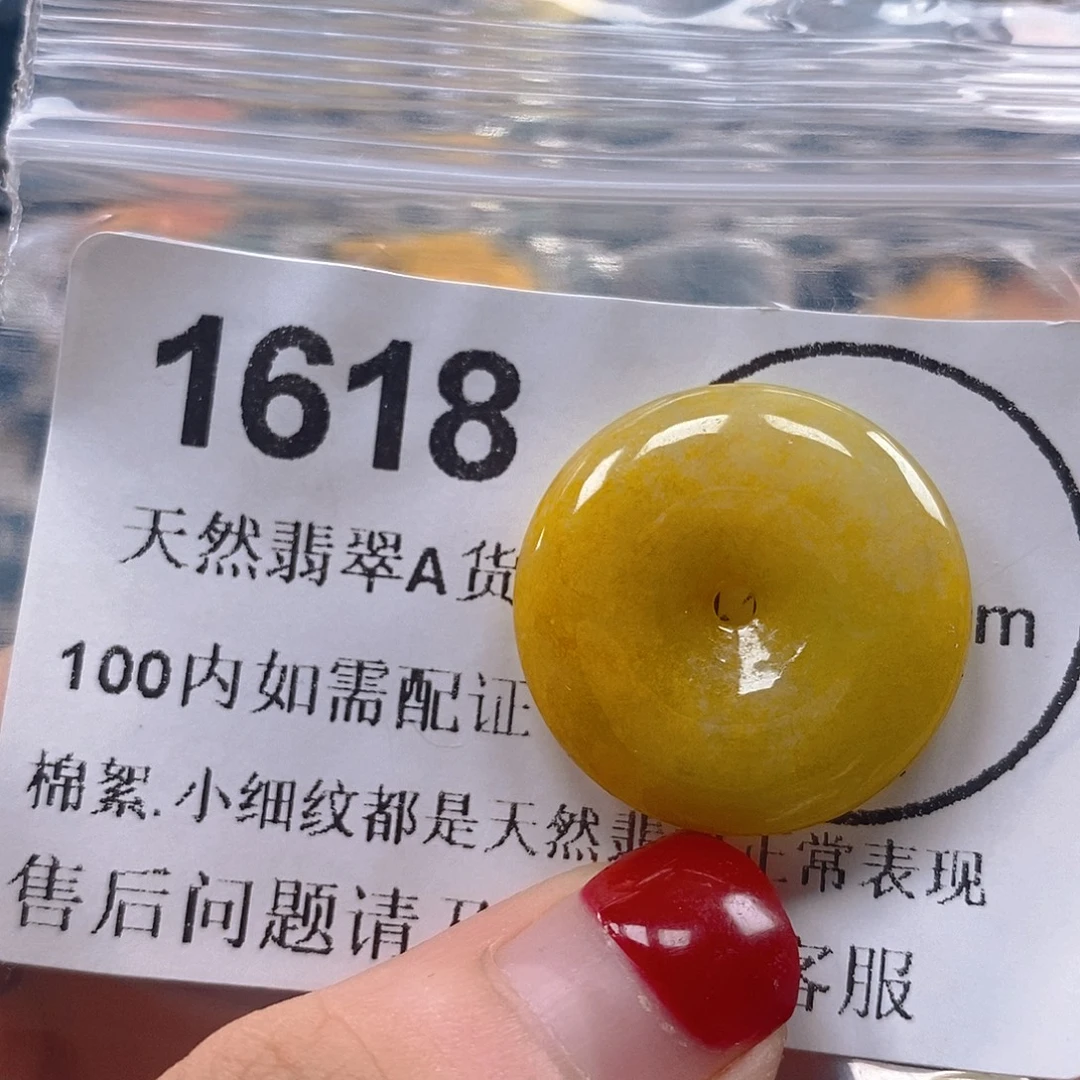 1618
天然翡翠A货
m
100内如需配证
棉絮.小细纹都是天然翡 正常表现
售后问题请 客服